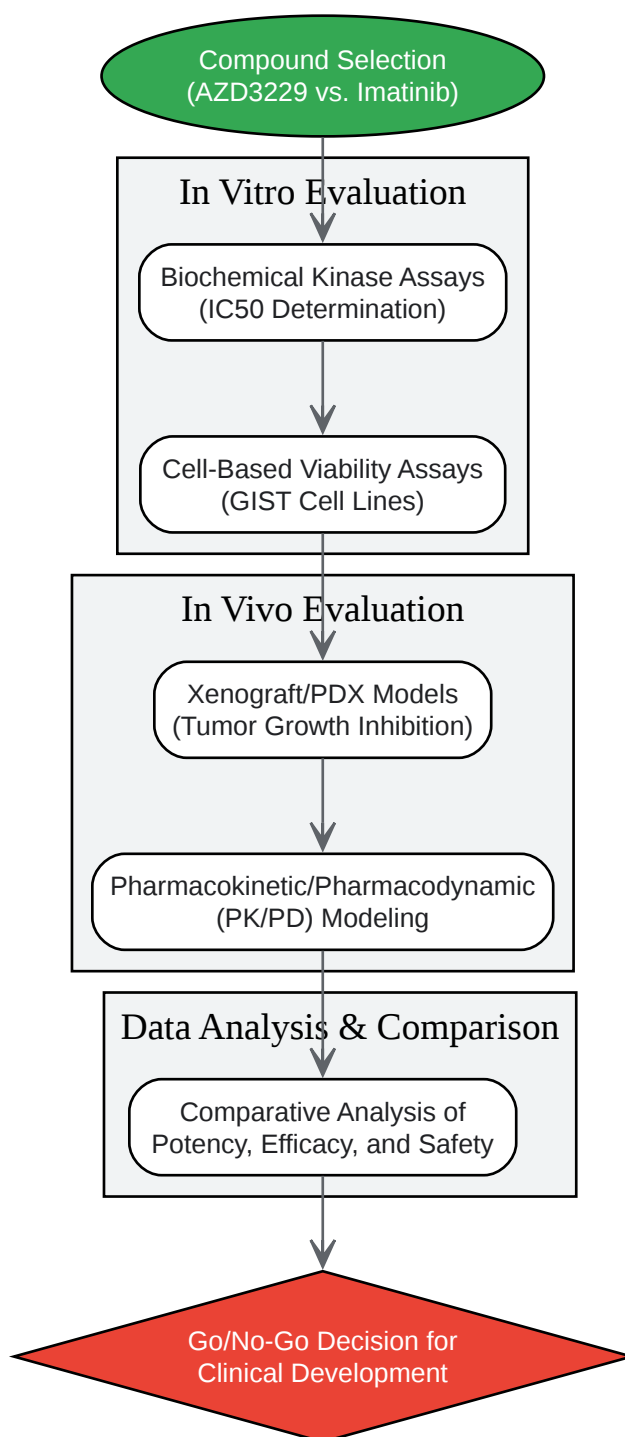 Compound Selection
(AZD3229 vs. Imatinib)
In Vitro Evaluation
Biochemical Kinase Assays
(IC50 Determination)
Cell-Based Viability Assays
(GIST Cell Lines)
In Vivo Evaluation
Xenograft/PDX Models
(Tumor Growth Inhibition)
Pharmacokinetic/Pharmacodynamic
(PK/PD) Modeling
Data Analysis & Comparison
Comparative Analysis of
Potency, Efficacy, and Safety
Go/No-Go Decision for
Clinical Development